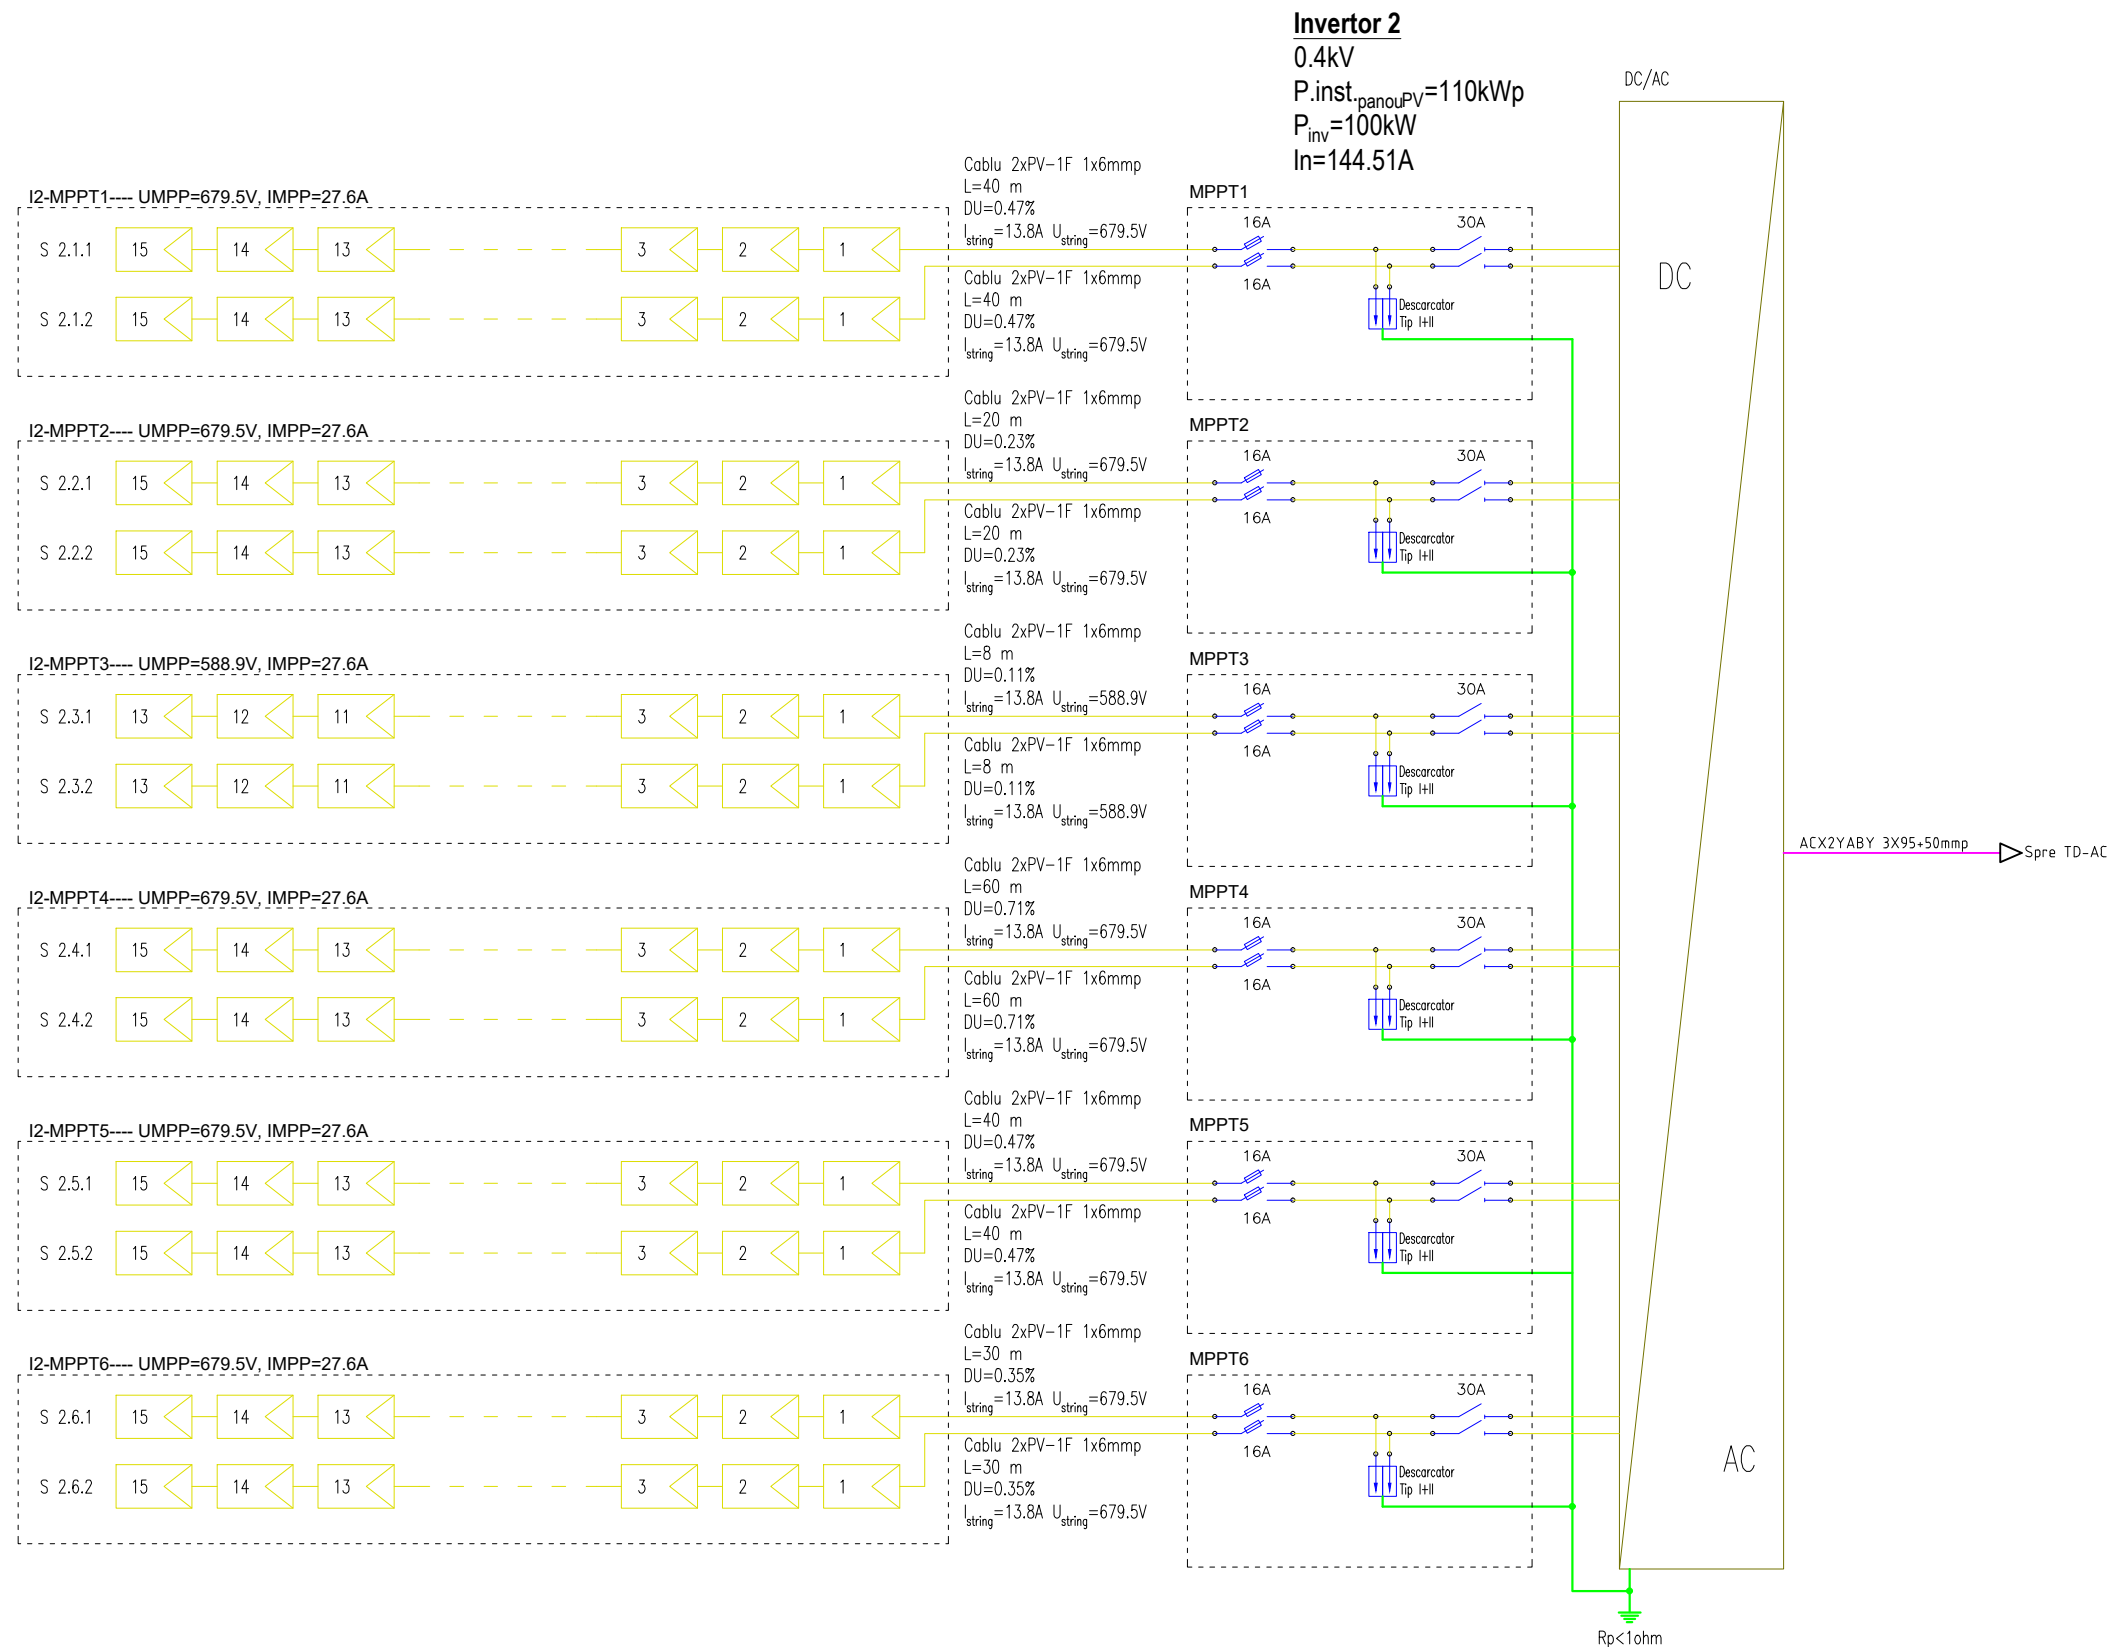 Invertor 2
0.4kV
P.inst.panouPV=110kWp
Pinv=100kW
In=144.51A
DC/AC
DC
AC
I2-MPPT1---- UMPP=679.5V, IMPP=27.6A
S 2.1.1 15 14 13 3 2 1
S 2.1.2 15 14 13 3 2 1
Cablu 2xPV-1F 1x6mmp
L=40 m
DU=0.47%
Istring=13.8A Ustring=679.5V
Cablu 2xPV-1F 1x6mmp
L=40 m
DU=0.47%
Istring=13.8A Ustring=679.5V
MPPT1
16A 30A
16A
Descarcator
Tip I+II
I2-MPPT2---- UMPP=679.5V, IMPP=27.6A
S 2.2.1 15 14 13 3 2 1
S 2.2.2 15 14 13 3 2 1
Cablu 2xPV-1F 1x6mmp
L=20 m
DU=0.23%
Istring=13.8A Ustring=679.5V
Cablu 2xPV-1F 1x6mmp
L=20 m
DU=0.23%
Istring=13.8A Ustring=679.5V
MPPT2
16A 30A
16A
Descarcator
Tip I+II
I2-MPPT3---- UMPP=588.9V, IMPP=27.6A
S 2.3.1 13 12 11 3 2 1
S 2.3.2 13 12 11 3 2 1
Cablu 2xPV-1F 1x6mmp
L=8 m
DU=0.11%
Istring=13.8A Ustring=588.9V
Cablu 2xPV-1F 1x6mmp
L=8 m
DU=0.11%
Istring=13.8A Ustring=588.9V
MPPT3
16A 30A
16A
Descarcator
Tip I+II
ACX2YABY 3X95+50mmp
Spre TD-AC
I2-MPPT4---- UMPP=679.5V, IMPP=27.6A
S 2.4.1 15 14 13 3 2 1
S 2.4.2 15 14 13 3 2 1
Cablu 2xPV-1F 1x6mmp
L=60 m
DU=0.71%
Istring=13.8A Ustring=679.5V
Cablu 2xPV-1F 1x6mmp
L=60 m
DU=0.71%
Istring=13.8A Ustring=679.5V
MPPT4
16A 30A
16A
Descarcator
Tip I+II
I2-MPPT5---- UMPP=679.5V, IMPP=27.6A
S 2.5.1 15 14 13 3 2 1
S 2.5.2 15 14 13 3 2 1
Cablu 2xPV-1F 1x6mmp
L=40 m
DU=0.47%
Istring=13.8A Ustring=679.5V
Cablu 2xPV-1F 1x6mmp
L=40 m
DU=0.47%
Istring=13.8A Ustring=679.5V
MPPT5
16A 30A
16A
Descarcator
Tip I+II
I2-MPPT6---- UMPP=679.5V, IMPP=27.6A
S 2.6.1 15 14 13 3 2 1
S 2.6.2 15 14 13 3 2 1
Cablu 2xPV-1F 1x6mmp
L=30 m
DU=0.35%
Istring=13.8A Ustring=679.5V
Cablu 2xPV-1F 1x6mmp
L=30 m
DU=0.35%
Istring=13.8A Ustring=679.5V
MPPT6
16A 30A
16A
Descarcator
Tip I+II
Rp<1ohm